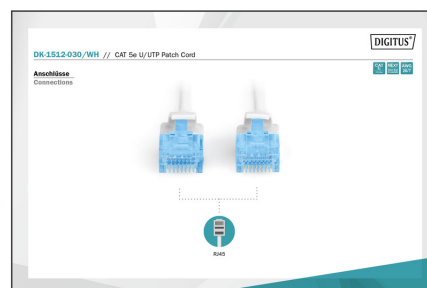 DIGITUS®
DK-1512-030/WH // CAT 5e U/UTP Patch Cord
Anschlüsse
Connections
RJ45